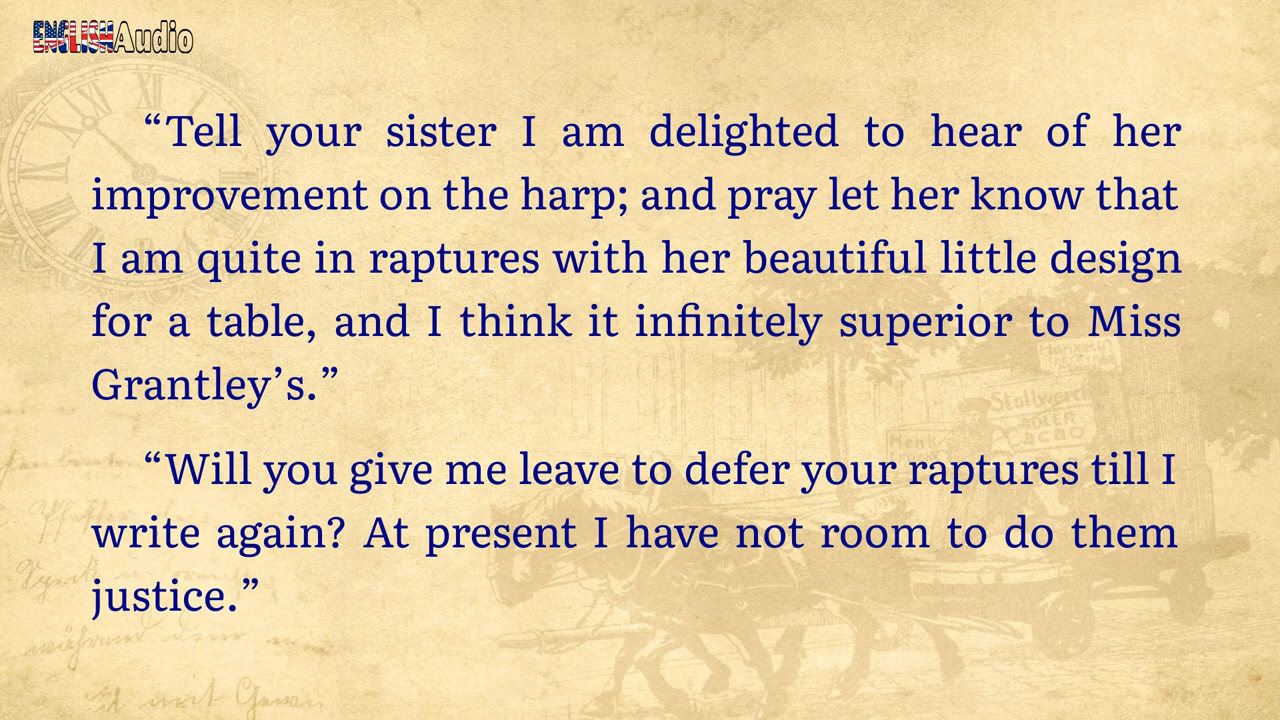 ENGLISHAudio
“Tell your sister I am delighted to hear of her
improvement on the harp; and pray let her know that
I am quite in raptures with her beautiful little design
for a table, and I think it infinitely superior to Miss
Grantley’s.”
“Will you give me leave to defer your raptures till I
write again? At present I have not room to do them
justice.”
Stollwerck
Cacao